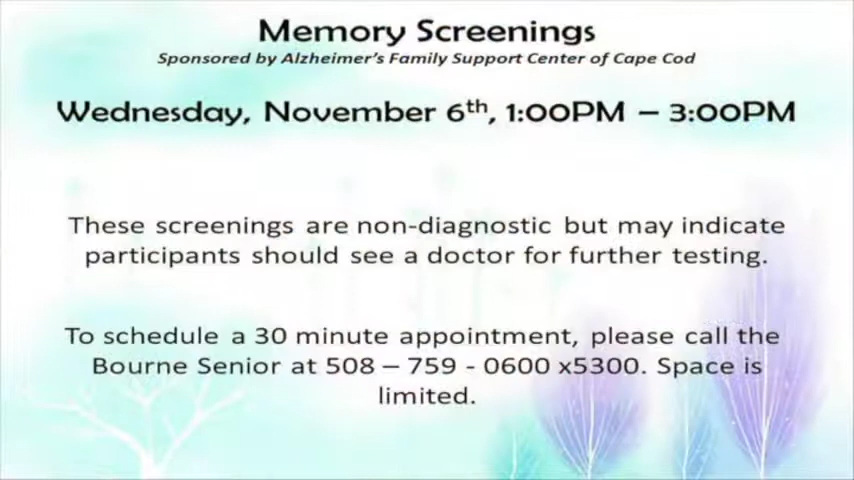 Memory Screenings
Sponsored by Alzheimer's Family Support Center of Cape Cod
Wednesday, November 6th, 1:00PM – 3:00PM
These screenings are non-diagnostic but may indicate
participants should see a doctor for further testing.
To schedule a 30 minute appointment, please call the
Bourne Senior at 508 – 759 - 0600 x5300. Space is
limited.